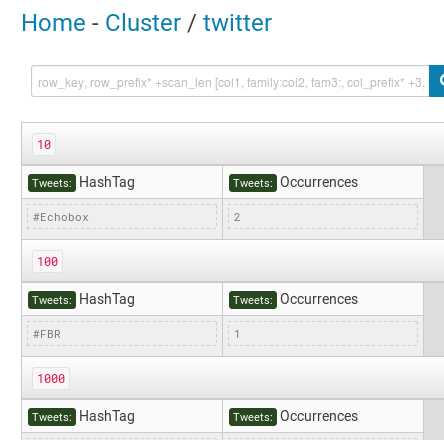 Home - Cluster / twitter
row_key, row_prefix* +scan_len [col1, family:col2, fam3:, col_prefix* +3,
10
Tweets: HashTag Tweets: Occurrences
#Echobox 2
100
Tweets: HashTag Tweets: Occurrences
#FBR 1
1000
Tweets: HashTag Tweets: Occurrences